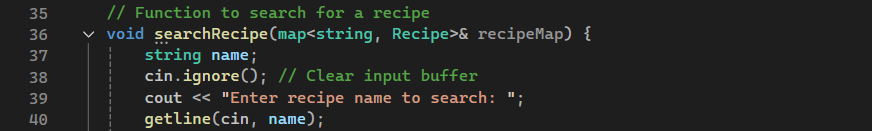 35 // Function to search for a recipe
36 void searchRecipe(map<string, Recipe>& recipeMap) {
37 string name;
38 cin.ignore(); // Clear input buffer
39 cout << "Enter recipe name to search: ";
40 getline(cin, name);